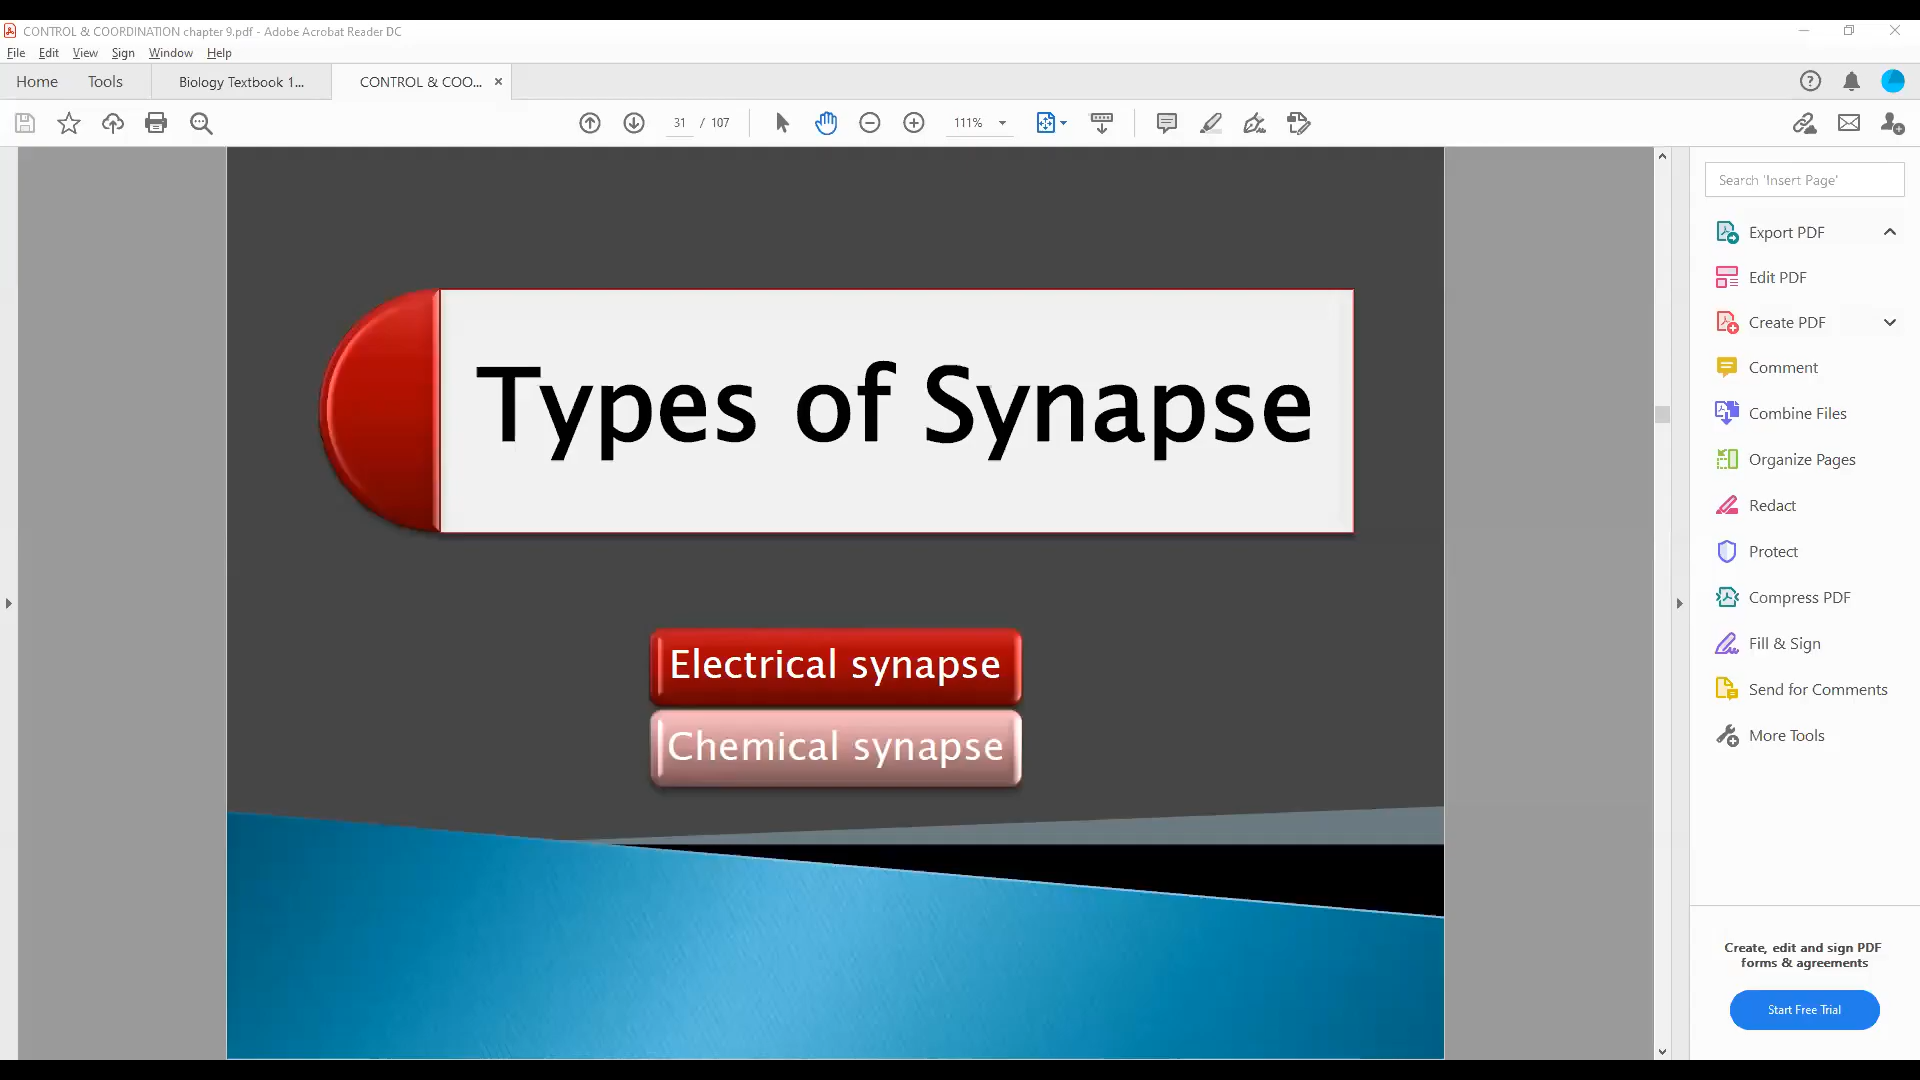 CONTROL & COORDINATION chapter 9.pdf - Adobe Acrobat Reader DC
File Edit View Sign Window Help
Home Tools Biology Textbook 1... CONTROL & COO... ×
31 / 107 111%
Types of Synapse
Electrical synapse
Chemical synapse
Search 'Insert Page'
Export PDF
Edit PDF
Create PDF
Comment
Combine Files
Organize Pages
Redact
Protect
Compress PDF
Fill & Sign
Send for Comments
More Tools
Create, edit and sign PDF
forms & agreements
Start Free Trial